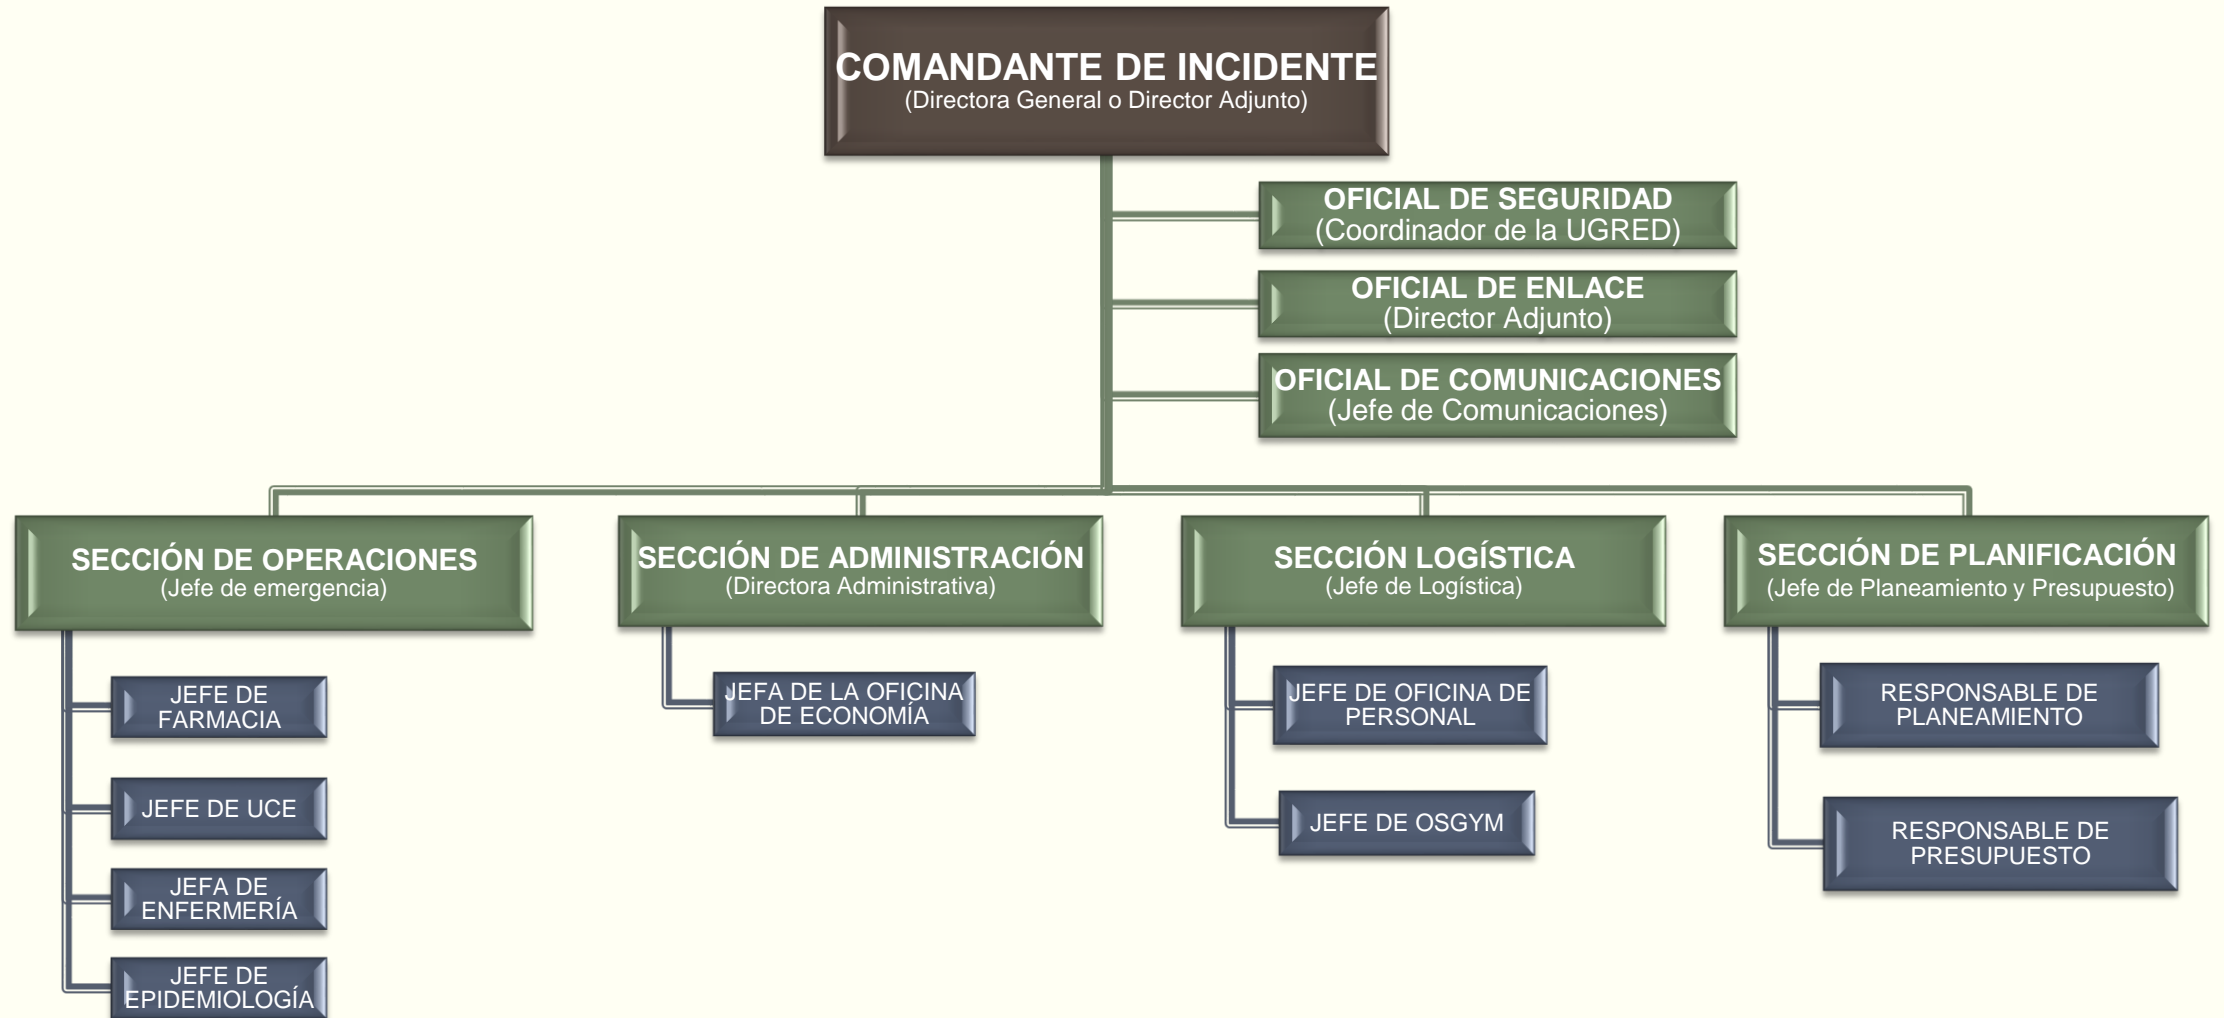 COMANDANTE DE INCIDENTE
(Directora General o Director Adjunto)
OFICIAL DE SEGURIDAD
(Coordinador de la UGRED)
OFICIAL DE ENLACE
(Director Adjunto)
OFICIAL DE COMUNICACIONES
(Jefe de Comunicaciones)
SECCIÓN DE OPERACIONES
(Jefe de emergencia)
SECCIÓN DE ADMINISTRACIÓN
(Directora Administrativa)
SECCIÓN LOGÍSTICA
(Jefe de Logística)
SECCIÓN DE PLANIFICACIÓN
(Jefe de Planeamiento y Presupuesto)
JEFE DE
FARMACIA
JEFE DE UCE
JEFA DE
ENFERMERÍA
JEFE DE
EPIDEMIOLOGÍA
JEFA DE LA OFICINA
DE ECONOMÍA
JEFE DE OFICINA DE
PERSONAL
JEFE DE OSGYM
RESPONSABLE DE
PLANEAMIENTO
RESPONSABLE DE
PRESUPUESTO